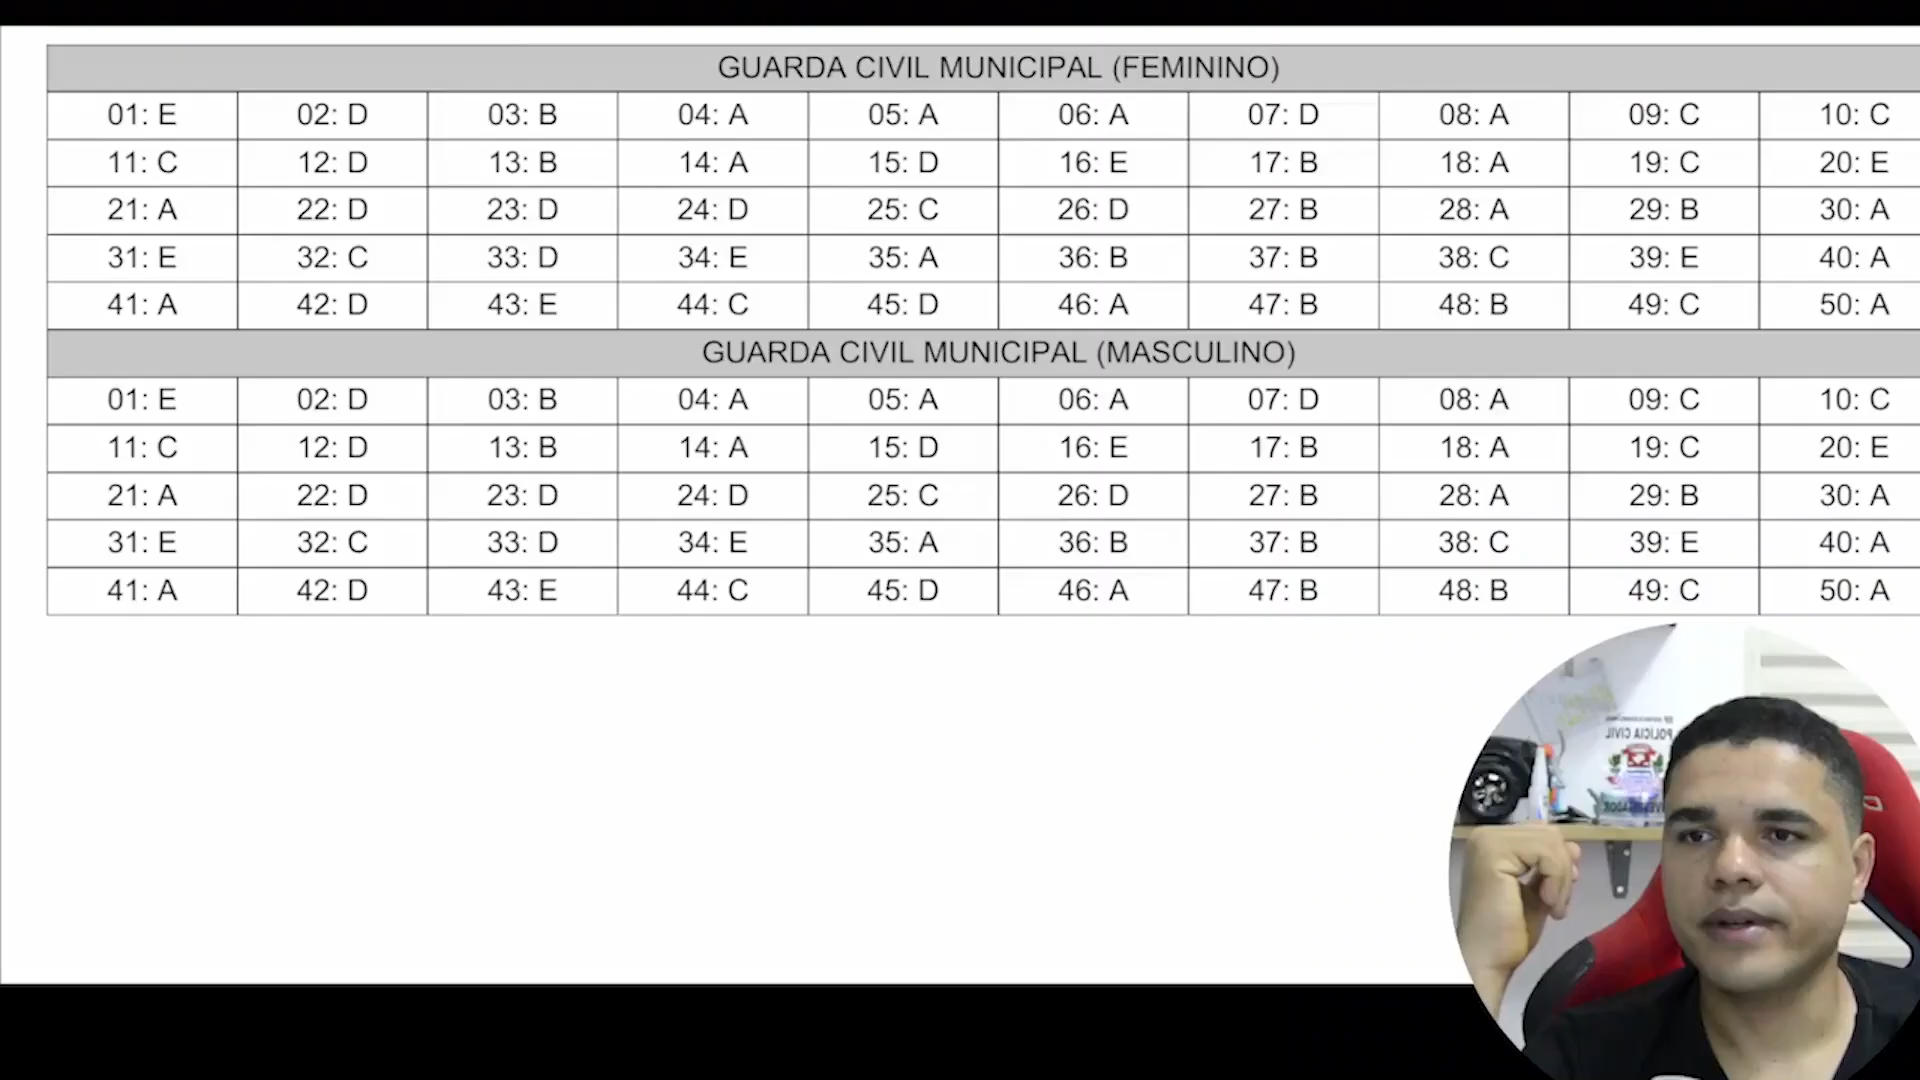 GUARDA CIVIL MUNICIPAL (FEMININO)
01: E 02: D 03: B 04: A 05: A 06: A 07: D 08: A 09: C 10: C
11: C 12: D 13: B 14: A 15: D 16: E 17: B 18: A 19: C 20: E
21: A 22: D 23: D 24: D 25: C 26: D 27: B 28: A 29: B 30: A
31: E 32: C 33: D 34: E 35: A 36: B 37: B 38: C 39: E 40: A
41: A 42: D 43: E 44: C 45: D 46: A 47: B 48: B 49: C 50: A
GUARDA CIVIL MUNICIPAL (MASCULINO)
01: E 02: D 03: B 04: A 05: A 06: A 07: D 08: A 09: C 10: C
11: C 12: D 13: B 14: A 15: D 16: E 17: B 18: A 19: C 20: E
21: A 22: D 23: D 24: D 25: C 26: D 27: B 28: A 29: B 30: A
31: E 32: C 33: D 34: E 35: A 36: B 37: B 38: C 39: E 40: A
41: A 42: D 43: E 44: C 45: D 46: A 47: B 48: B 49: C 50: A
POLÍCIA CIVIL